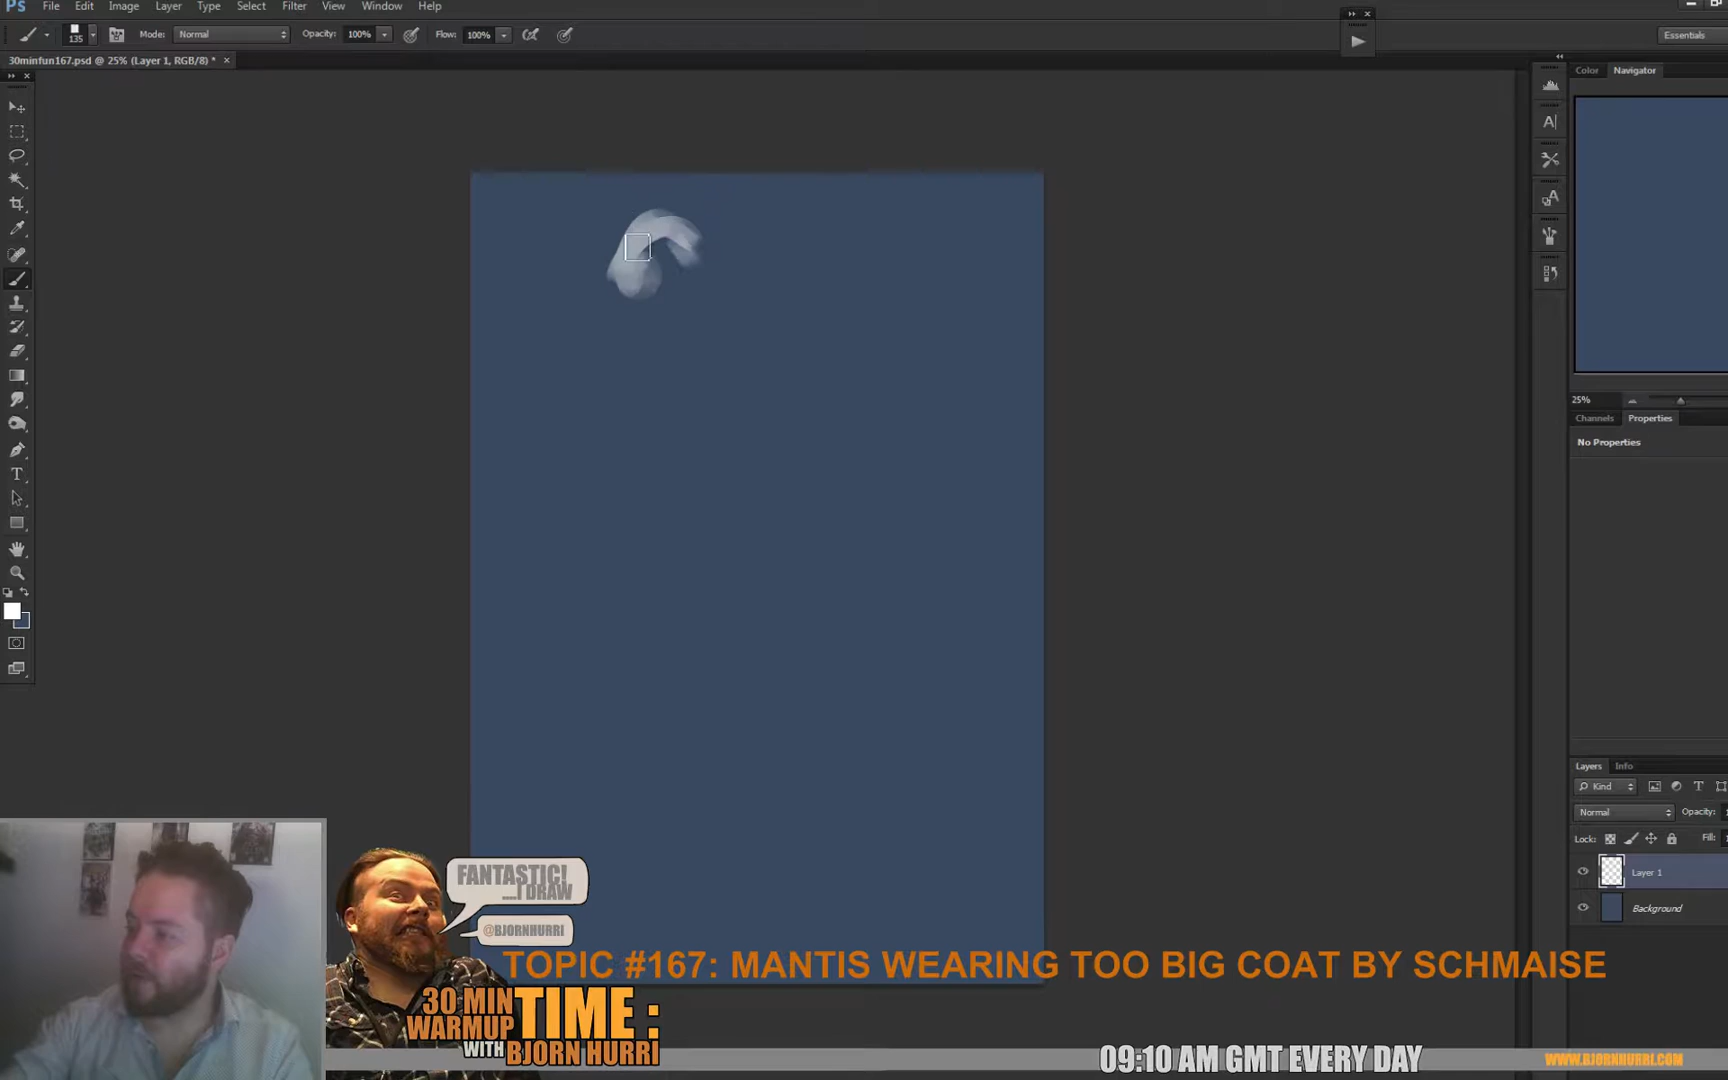 Ps File Edit Image Layer Type Select Filter View Window Help
135 Mode: Normal Opacity: 100% Flow: 100% Essentials
30minfun167.psd @ 25% (Layer 1, RGB/8) *
Color Navigator
25%
Channels Properties
No Properties
Layers Info
Kind
Normal Opacity:
Lock: Fill:
Layer 1
Background
FANTASTIC!
....I DRAW
@BJORNHURRI
TOPIC #167: MANTIS WEARING TOO BIG COAT BY SCHMAISE
30 MIN
WARMUP
WITH
TIME :
BJORN HURRI
09:10 AM GMT EVERY DAY
WWW.BJORNHURRI.COM